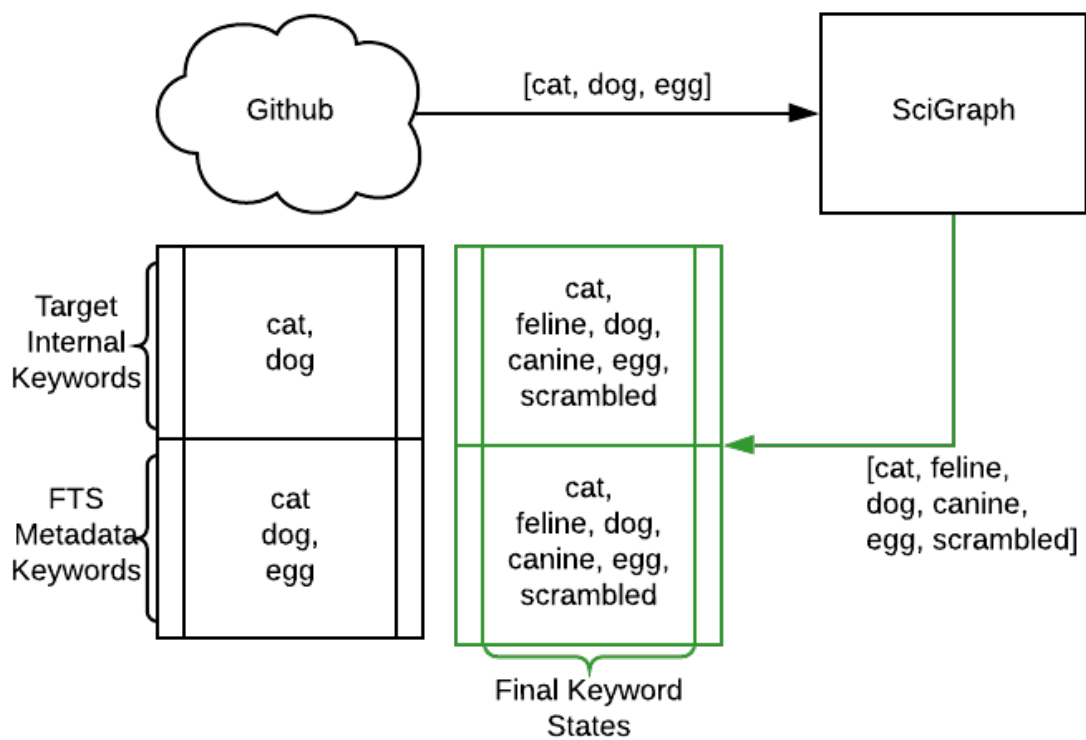 Github
[cat, dog, egg]
SciGraph
Target
Internal
Keywords
cat,
dog
cat,
feline, dog,
canine, egg,
scrambled
FTS
Metadata
Keywords
cat
dog,
egg
cat,
feline, dog,
canine, egg,
scrambled
[cat, feline,
dog, canine,
egg, scrambled]
Final Keyword
States